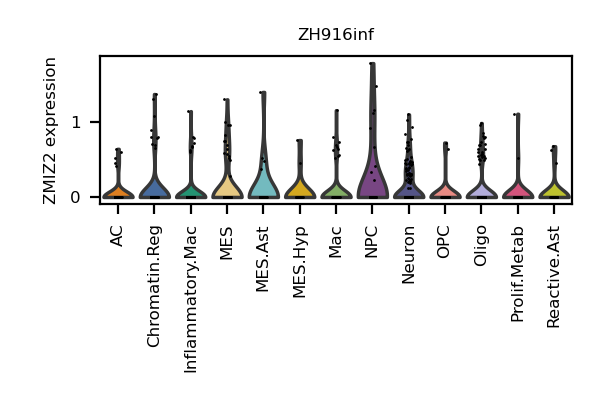 ZH916inf
ZMIZ2 expression
1
0
AC
Chromatin.Reg
Inflammatory.Mac
MES
MES.Ast
MES.Hyp
Mac
NPC
Neuron
OPC
Oligo
Prolif.Metab
Reactive.Ast